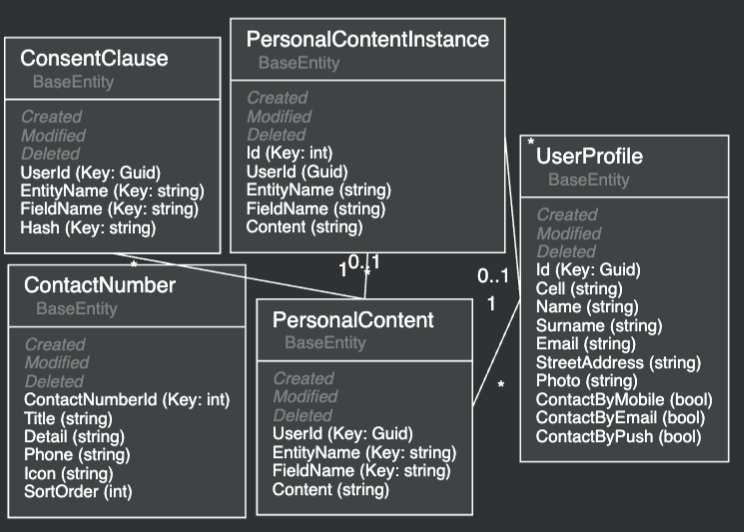 ConsentClause
BaseEntity
Created
Modified
Deleted
UserId (Key: Guid)
EntityName (Key: string)
FieldName (Key: string)
Hash (Key: string)
PersonalContentInstance
BaseEntity
Created
Modified
Deleted
Id (Key: int)
UserId (Guid)
EntityName (string)
FieldName (string)
Content (string)
*
UserProfile
BaseEntity
Created
Modified
Deleted
Id (Key: Guid)
Cell (string)
Name (string)
Surname (string)
Email (string)
StreetAddress (string)
Photo (string)
ContactByMobile (bool)
ContactByEmail (bool)
ContactByPush (bool)
*
1
0..1
*
0..1
1
*
ContactNumber
BaseEntity
Created
Modified
Deleted
ContactNumberId (Key: int)
Title (string)
Detail (string)
Phone (string)
Icon (string)
SortOrder (int)
PersonalContent
BaseEntity
Created
Modified
Deleted
UserId (Key: Guid)
EntityName (Key: string)
FieldName (Key: string)
Content (string)